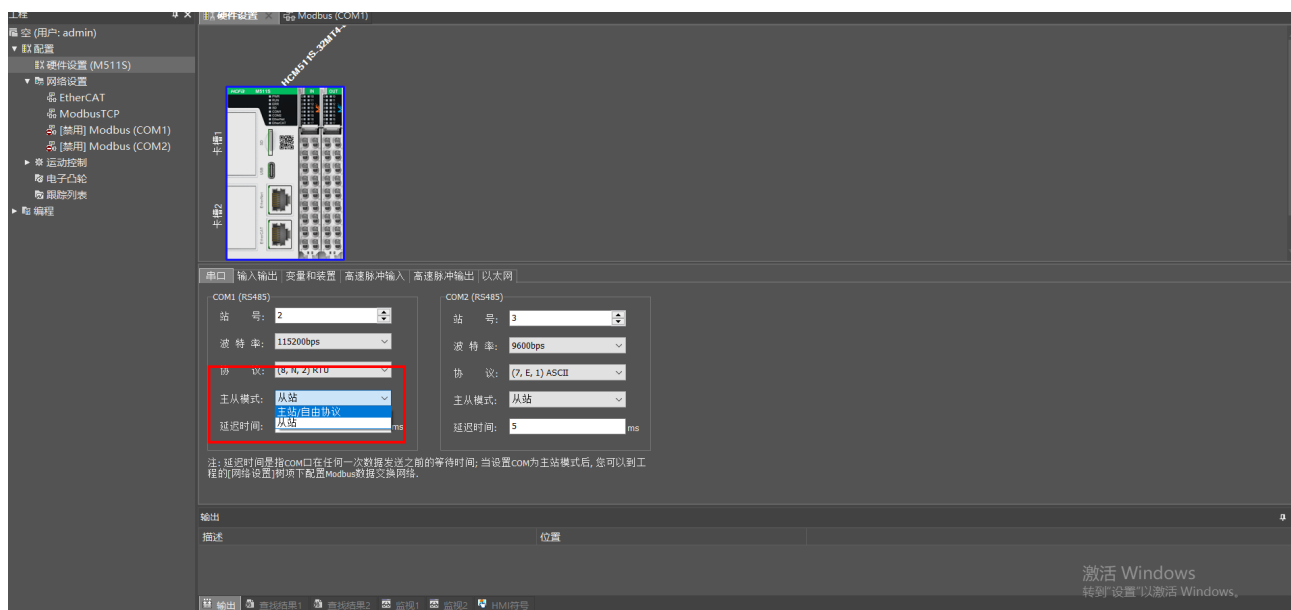 工程
硬件设置
Modbus (COM1)
空 (用户: admin)
配置
硬件设置 (M511S)
网络设置
EtherCAT
ModbusTCP
[禁用] Modbus (COM1)
[禁用] Modbus (COM2)
运动控制
电子凸轮
跟踪列表
编程
HCM511S-32MT4-
HCFA M511S
IN OUT
卡槽1
卡槽2
串口 输入输出 变量和装置 高速脉冲输入 高速脉冲输出 以太网
COM1 (RS485)
站 号: 2
波 特 率: 115200bps
协 议: (8, N, 2) RTU
主从模式: 从站
主站/自由协议
从站
延迟时间: ms
COM2 (RS485)
站 号: 3
波 特 率: 9600bps
协 议: (7, E, 1) ASCII
主从模式: 从站
延迟时间: 5 ms
注: 延迟时间是指COM口在任何一次数据发送之前的等待时间; 当设置COM为主站模式后, 您可以到工
程的[网络设置]树项下配置Modbus数据交换网络.
输出
描述 位置
激活 Windows
转到"设置"以激活 Windows。
输出 查找结果1 查找结果2 监视1 监视2 HMI符号